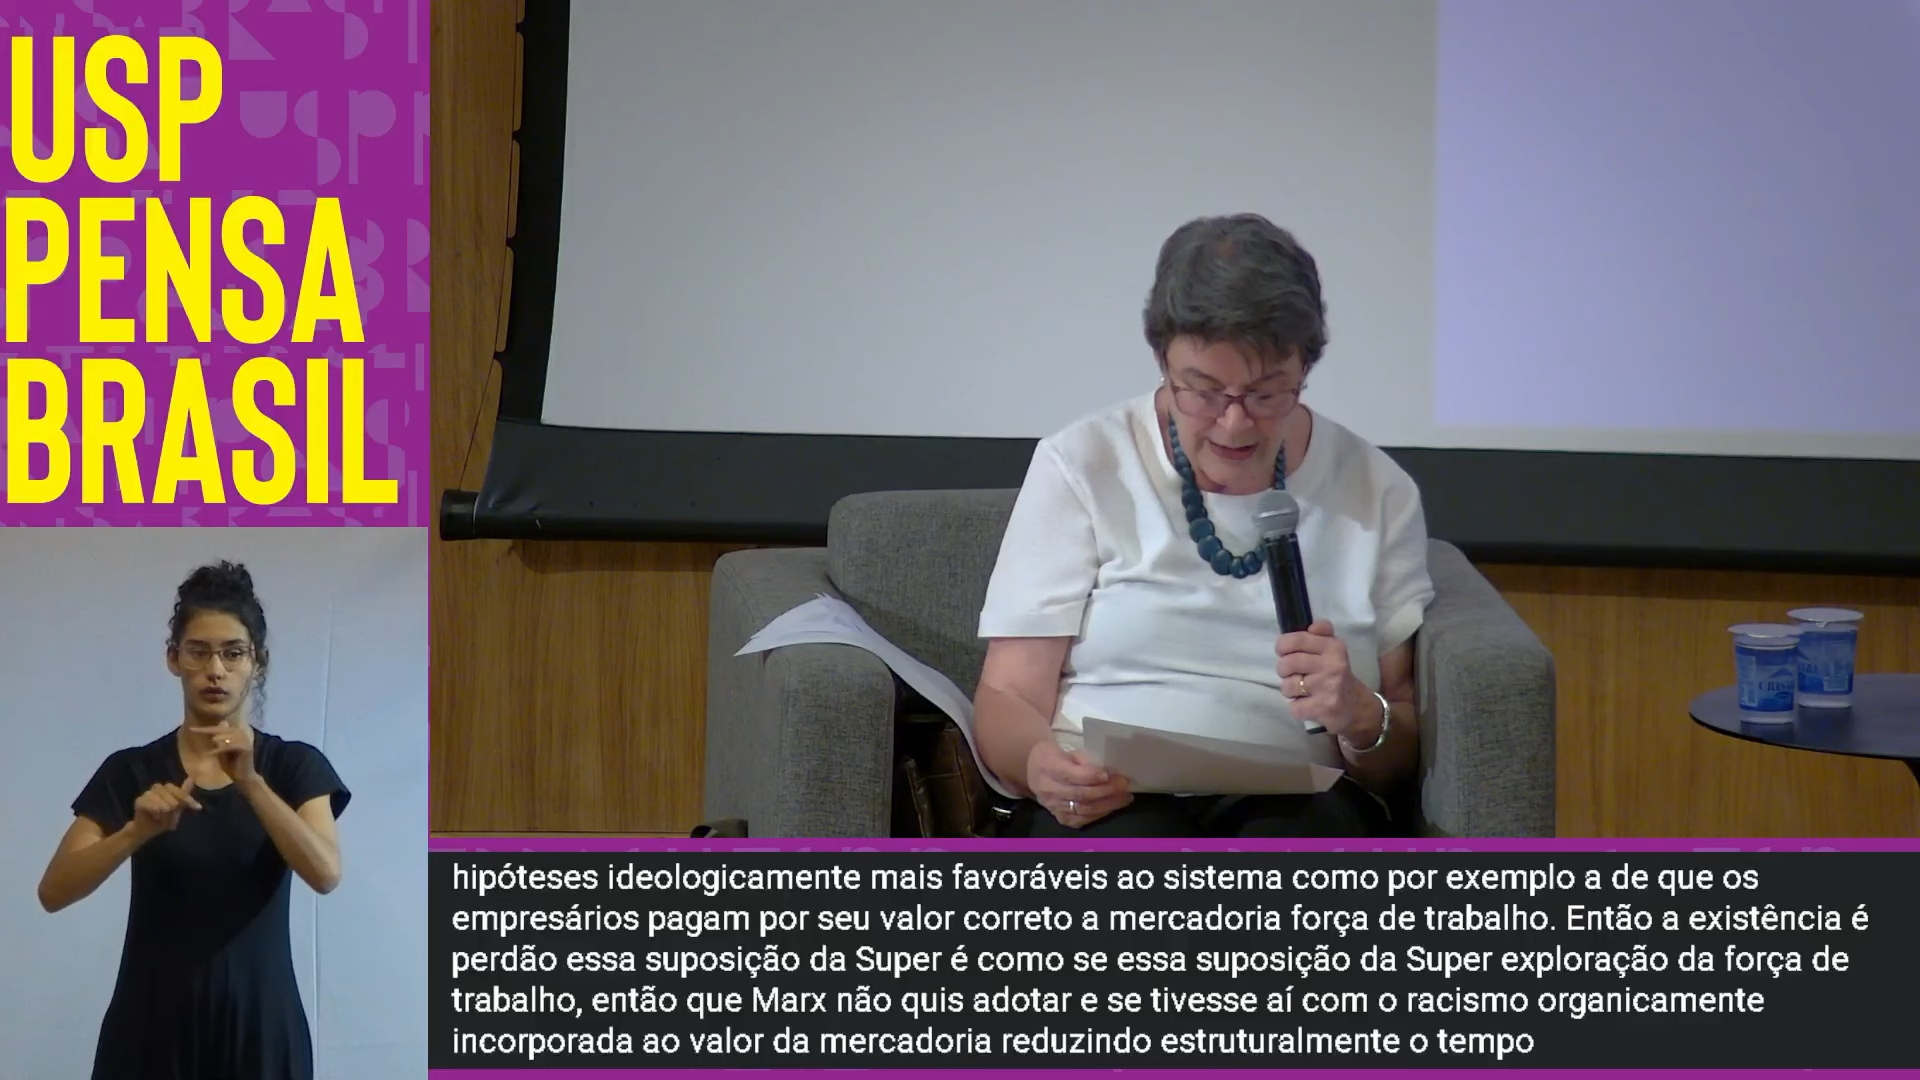 USP
PENSA
BRASIL
hipóteses ideologicamente mais favoráveis ao sistema como por exemplo a de que os
empresários pagam por seu valor correto a mercadoria força de trabalho. Então a existência é
perdão essa suposição da Super é como se essa suposição da Super exploração da força de
trabalho, então que Marx não quis adotar e se tivesse aí com o racismo organicamente
incorporada ao valor da mercadoria reduzindo estruturalmente o tempo